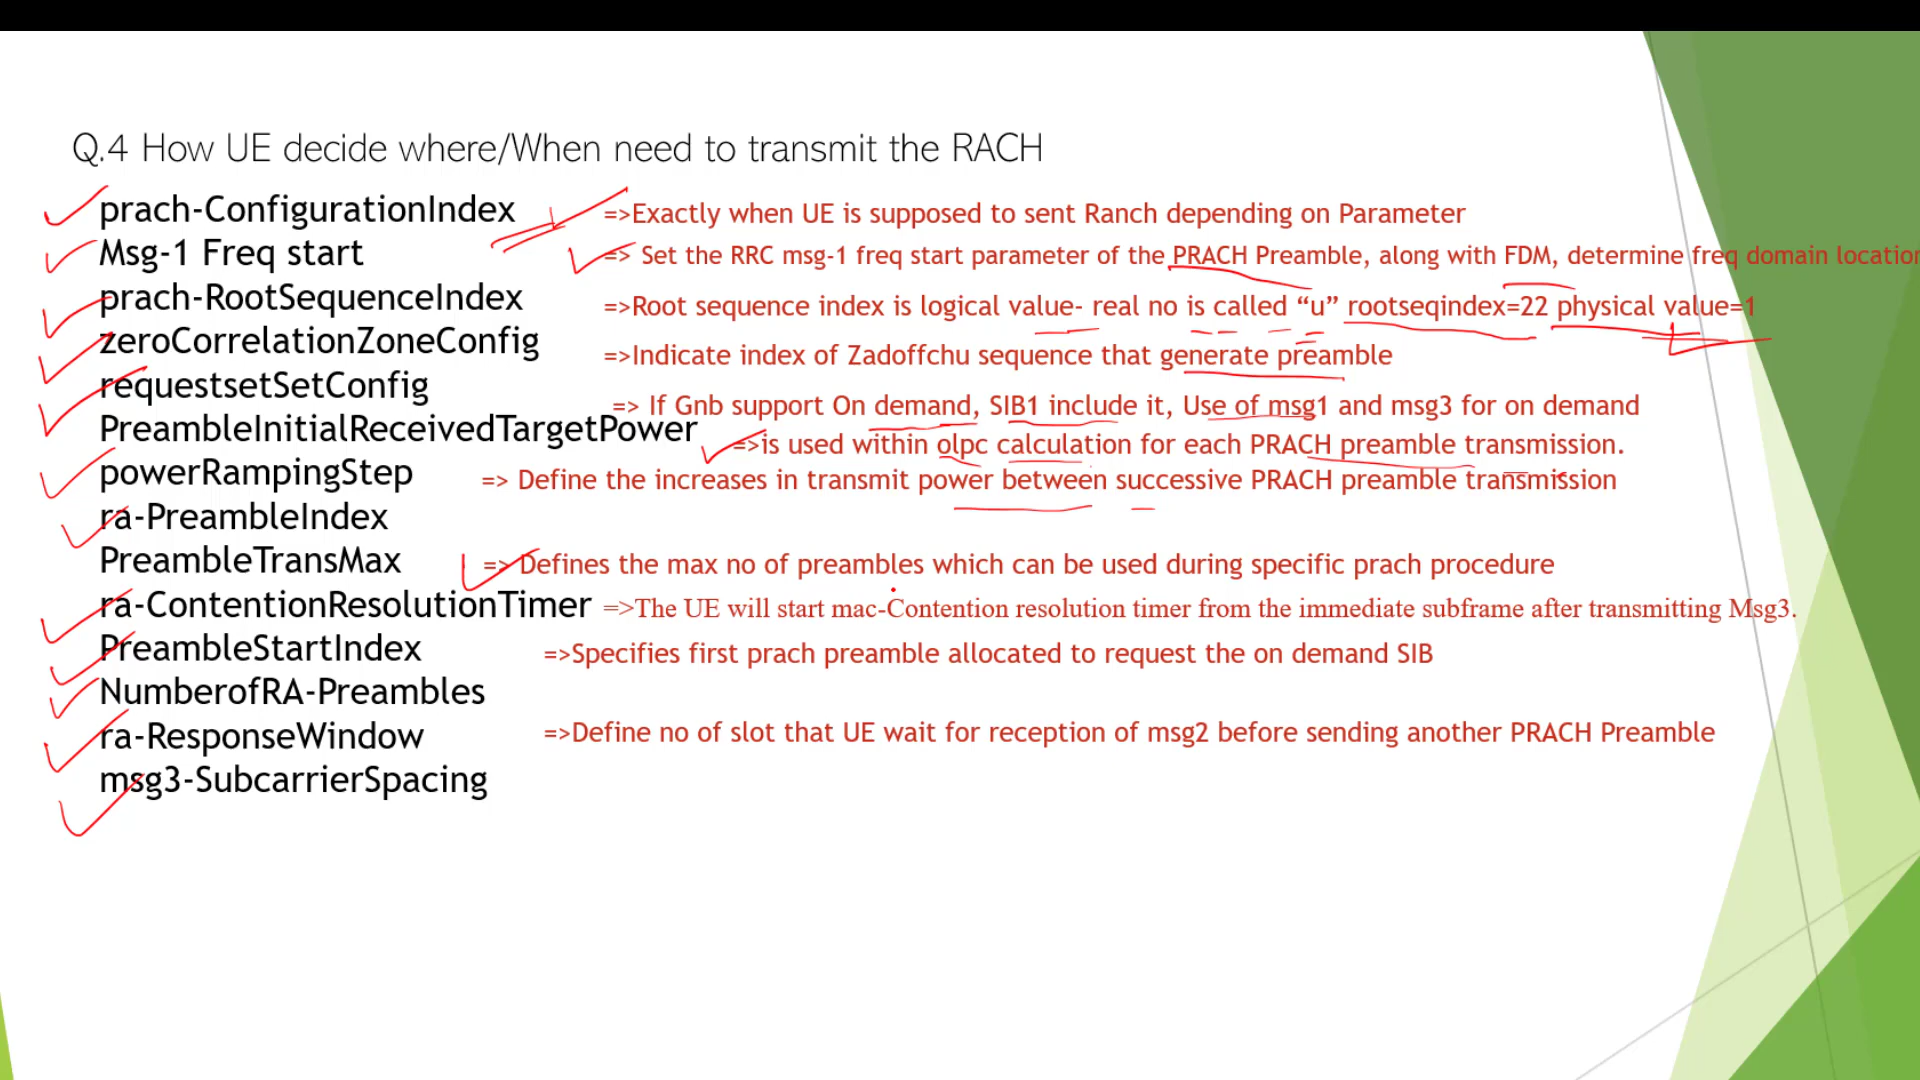 Q.4 How UE decide where/When need to transmit the RACH
prach-ConfigurationIndex =>Exactly when UE is supposed to sent Ranch depending on Parameter
Msg-1 Freq start => Set the RRC msg-1 freq start parameter of the PRACH Preamble, along with FDM, determine freq domain location
prach-RootSequenceIndex =>Root sequence index is logical value- real no is called “u” rootseqindex=22 physical value=1
zeroCorrelationZoneConfig =>Indicate index of Zadoffchu sequence that generate preamble
requestsetSetConfig => If Gnb support On demand, SIB1 include it, Use of msg1 and msg3 for on demand
PreambleInitialReceivedTargetPower =>is used within olpc calculation for each PRACH preamble transmission.
powerRampingStep => Define the increases in transmit power between successive PRACH preamble transmission
ra-PreambleIndex
PreambleTransMax => Defines the max no of preambles which can be used during specific prach procedure
ra-ContentionResolutionTimer =>The UE will start mac-Contention resolution timer from the immediate subframe after transmitting Msg3.
PreambleStartIndex =>Specifies first prach preamble allocated to request the on demand SIB
NumberofRA-Preambles
ra-ResponseWindow =>Define no of slot that UE wait for reception of msg2 before sending another PRACH Preamble
msg3-SubcarrierSpacing